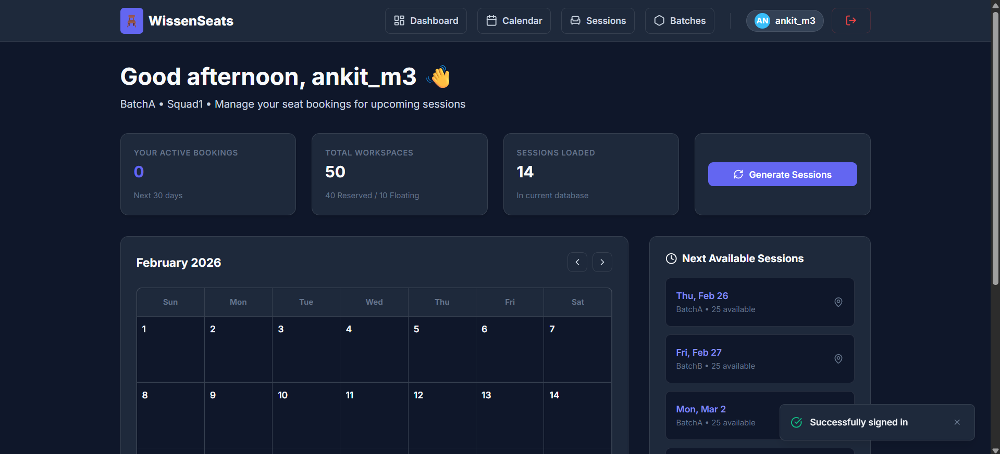 WissenSeats
Dashboard
Calendar
Sessions
Batches
AN ankit_m3
Good afternoon, ankit_m3 👋
BatchA • Squad1 • Manage your seat bookings for upcoming sessions
YOUR ACTIVE BOOKINGS
0
Next 30 days
TOTAL WORKSPACES
50
40 Reserved / 10 Floating
SESSIONS LOADED
14
In current database
Generate Sessions
February 2026
Sun Mon Tue Wed Thu Fri Sat
1 2 3 4 5 6 7
8 9 10 11 12 13 14
Next Available Sessions
Thu, Feb 26
BatchA • 25 available
Fri, Feb 27
BatchB • 25 available
Mon, Mar 2
BatchA • 25 available
Successfully signed in